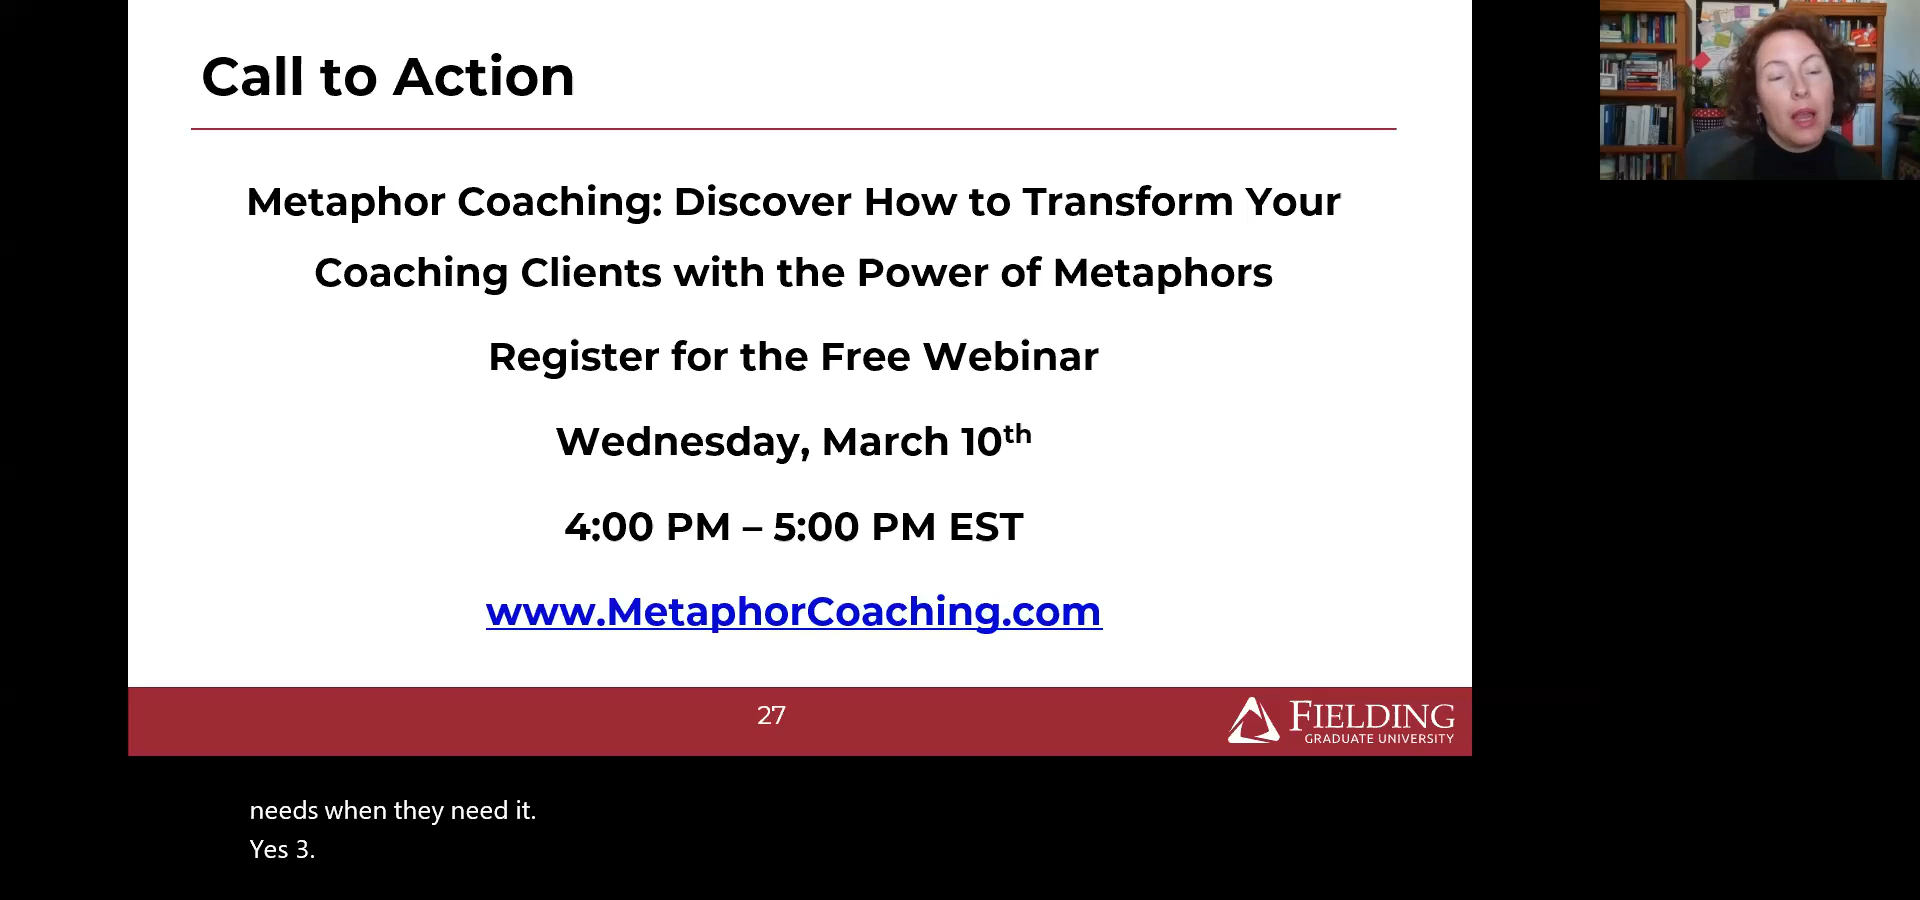 Call to Action
Metaphor Coaching: Discover How to Transform Your
Coaching Clients with the Power of Metaphors
Register for the Free Webinar
Wednesday, March 10th
4:00 PM – 5:00 PM EST
www.MetaphorCoaching.com
27
FIELDING
GRADUATE UNIVERSITY
needs when they need it.
Yes 3.